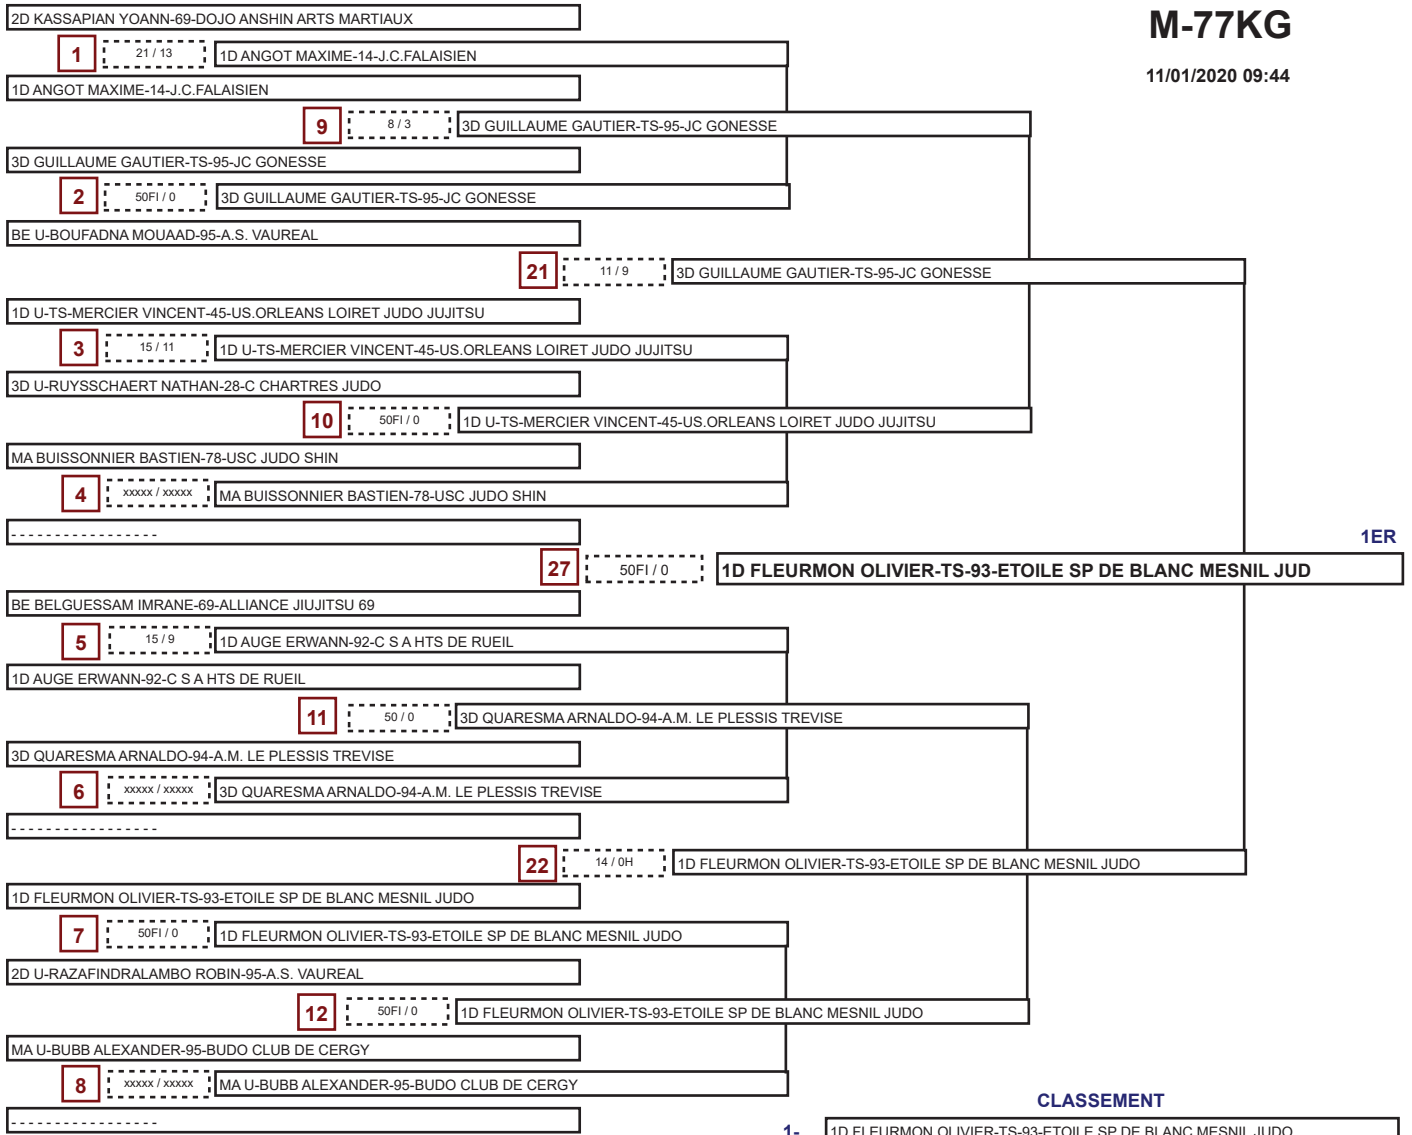 M-77KG
11/01/2020 09:44
2D KASSAPIAN YOANN-69-DOJO ANSHIN ARTS MARTIAUX
1 21 / 13 1D ANGOT MAXIME-14-J.C.FALAISIEN
1D ANGOT MAXIME-14-J.C.FALAISIEN
9 8 / 3 3D GUILLAUME GAUTIER-TS-95-JC GONESSE
3D GUILLAUME GAUTIER-TS-95-JC GONESSE
2 50FI / 0 3D GUILLAUME GAUTIER-TS-95-JC GONESSE
BE U-BOUFADNA MOUAAD-95-A.S. VAUREAL
21 11 / 9 3D GUILLAUME GAUTIER-TS-95-JC GONESSE
1D U-TS-MERCIER VINCENT-45-US.ORLEANS LOIRET JUDO JUJITSU
3 15 / 11 1D U-TS-MERCIER VINCENT-45-US.ORLEANS LOIRET JUDO JUJITSU
3D U-RUYSSCHAERT NATHAN-28-C CHARTRES JUDO
10 50FI / 0 1D U-TS-MERCIER VINCENT-45-US.ORLEANS LOIRET JUDO JUJITSU
MA BUISSONNIER BASTIEN-78-USC JUDO SHIN
4 xxxxx / xxxxx MA BUISSONNIER BASTIEN-78-USC JUDO SHIN
- - - - - - - - - - - - - - - - -
1ER
27 50FI / 0 1D FLEURMON OLIVIER-TS-93-ETOILE SP DE BLANC MESNIL JUD
BE BELGUESSAM IMRANE-69-ALLIANCE JIUJITSU 69
5 15 / 9 1D AUGE ERWANN-92-C S A HTS DE RUEIL
1D AUGE ERWANN-92-C S A HTS DE RUEIL
11 50 / 0 3D QUARESMA ARNALDO-94-A.M. LE PLESSIS TREVISE
3D QUARESMA ARNALDO-94-A.M. LE PLESSIS TREVISE
6 xxxxx / xxxxx 3D QUARESMA ARNALDO-94-A.M. LE PLESSIS TREVISE
- - - - - - - - - - - - - - - - -
22 14 / 0H 1D FLEURMON OLIVIER-TS-93-ETOILE SP DE BLANC MESNIL JUDO
1D FLEURMON OLIVIER-TS-93-ETOILE SP DE BLANC MESNIL JUDO
7 50FI / 0 1D FLEURMON OLIVIER-TS-93-ETOILE SP DE BLANC MESNIL JUDO
2D U-RAZAFINDRALAMBO ROBIN-95-A.S. VAUREAL
12 50FI / 0 1D FLEURMON OLIVIER-TS-93-ETOILE SP DE BLANC MESNIL JUDO
MA U-BUBB ALEXANDER-95-BUDO CLUB DE CERGY
8 xxxxx / xxxxx MA U-BUBB ALEXANDER-95-BUDO CLUB DE CERGY
- - - - - - - - - - - - - - - - -
CLASSEMENT
1- 1D FLEURMON OLIVIER-TS-93-ETOILE SP DE BLANC MESNIL JUDO